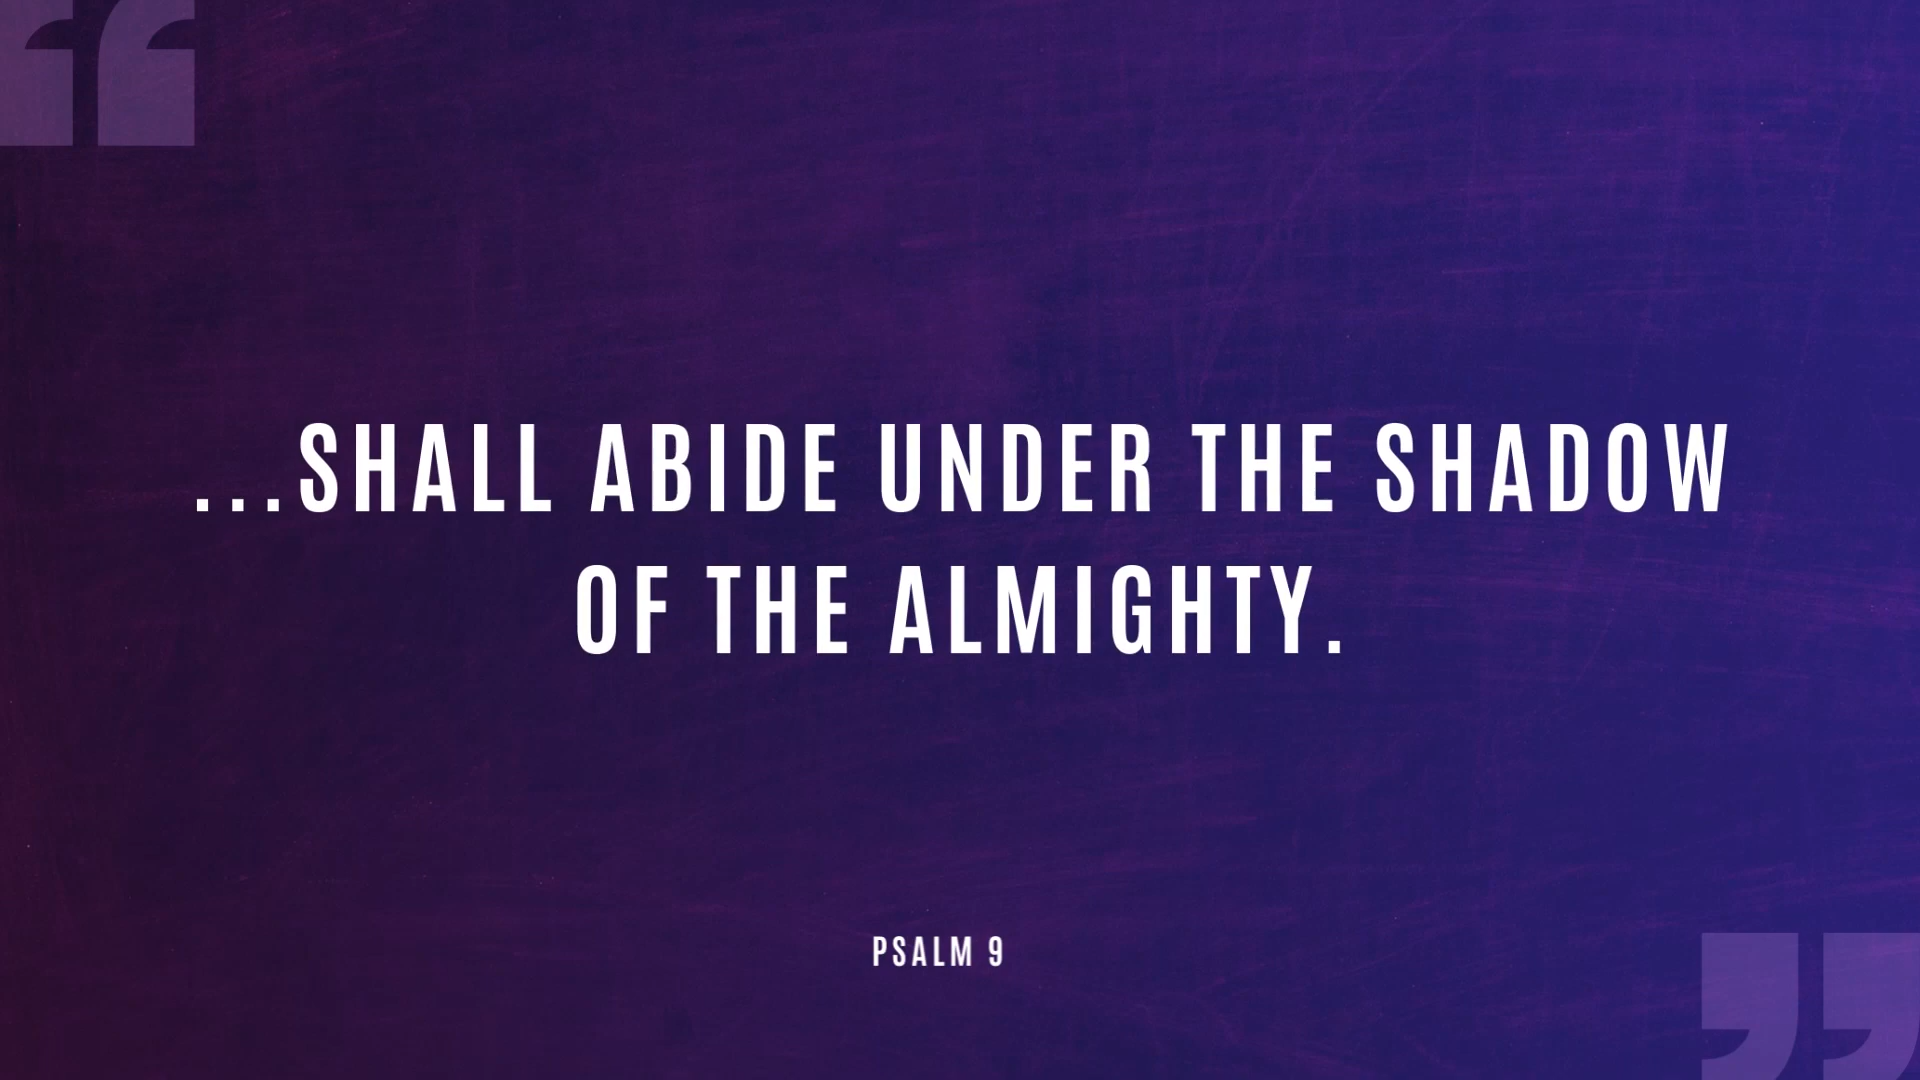 ...SHALL ABIDE UNDER THE SHADOW
OF THE ALMIGHTY.
PSALM 9